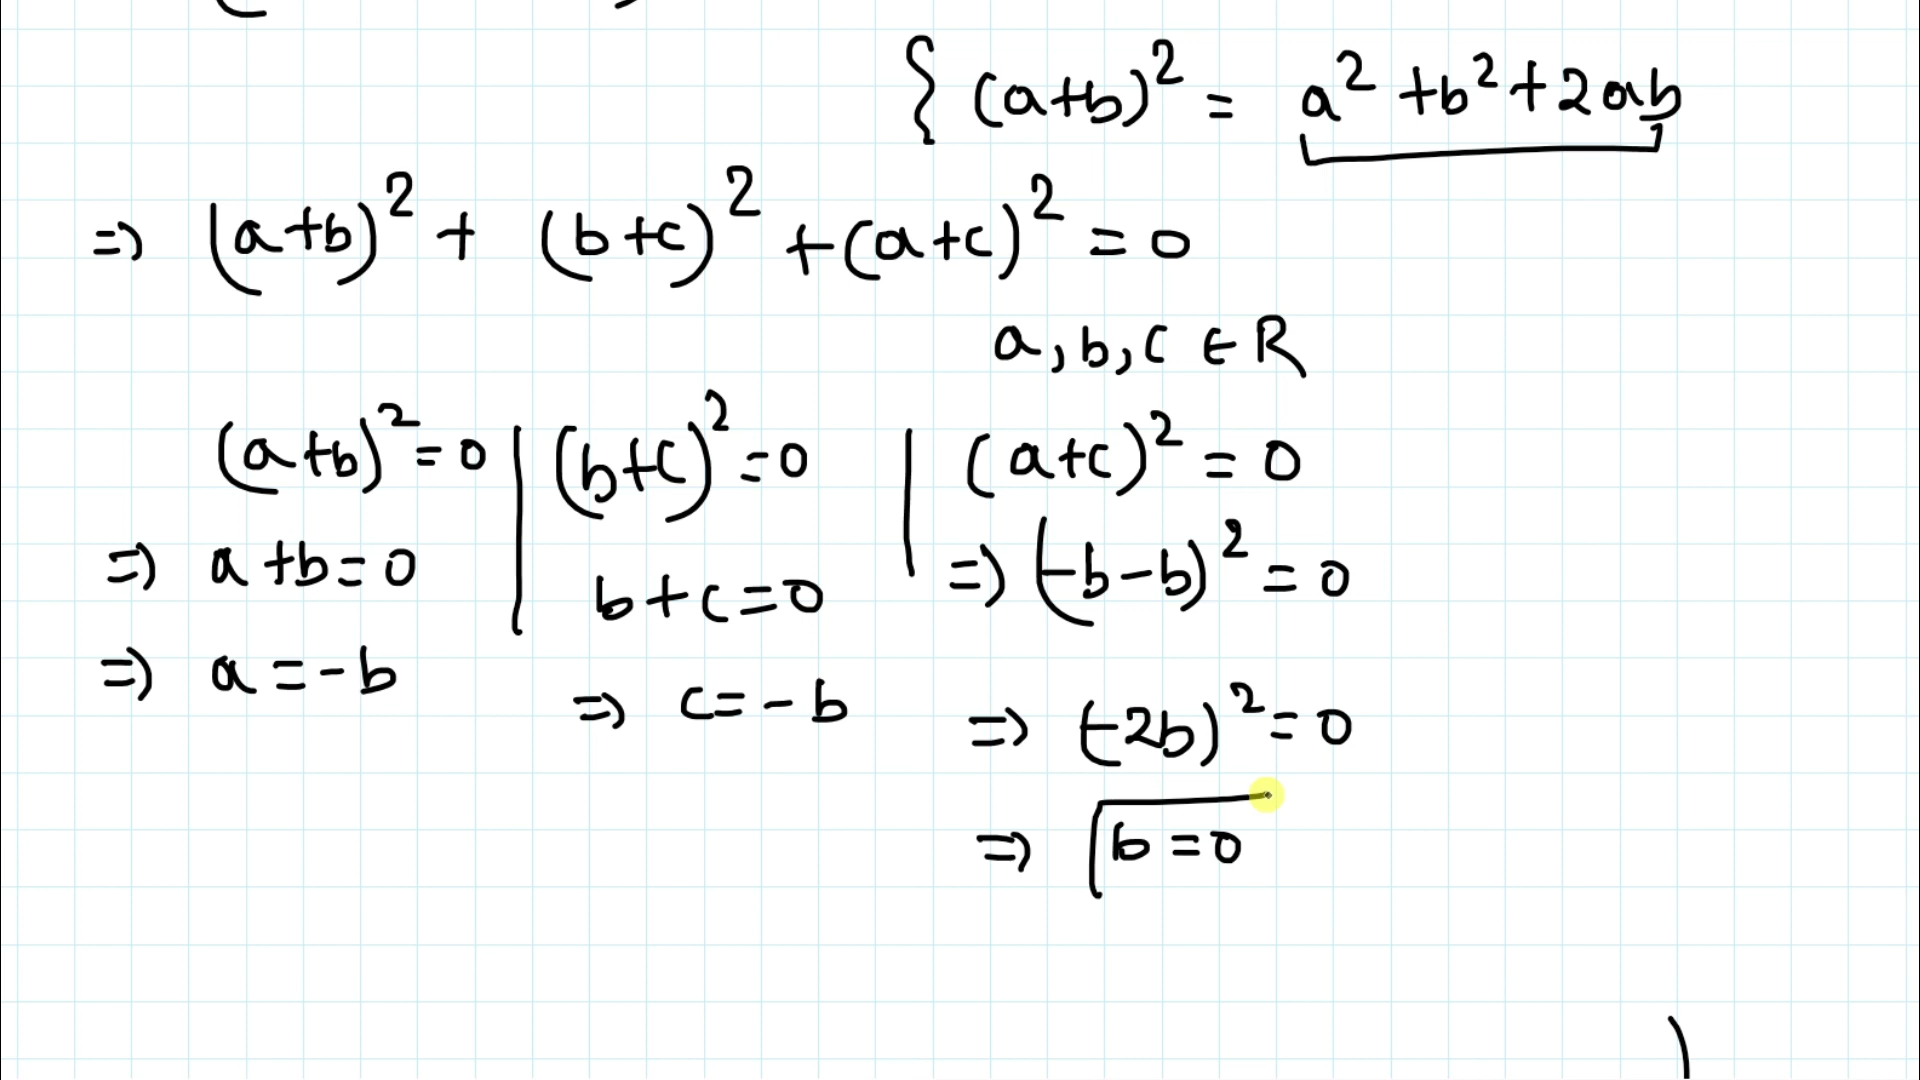 { (a+b)² = a² + b² + 2ab
=> (a+b)² + (b+c)² + (a+c)² = 0
a, b, c ∈ R
(a+b)² = 0 | (b+c)² = 0 | (a+c)² = 0
=> a+b = 0 b+c = 0 => (-b-b)² = 0
=> a = -b => c = -b => (-2b)² = 0
=> b = 0